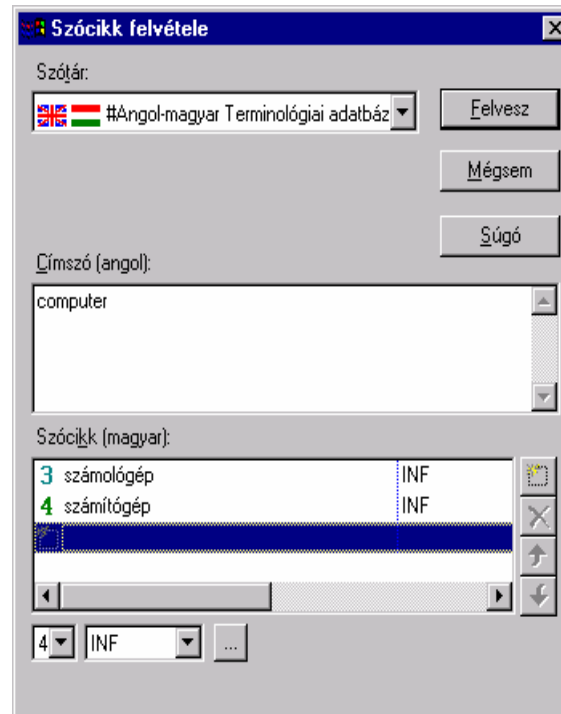 Szócikk felvétele
Szótár:
#Angol-magyar Terminológiai adatbáz
Felvesz
Mégsem
Súgó
Címszó (angol):
computer
Szócikk (magyar):
3 számológép INF
4 számítógép INF
4 INF ...